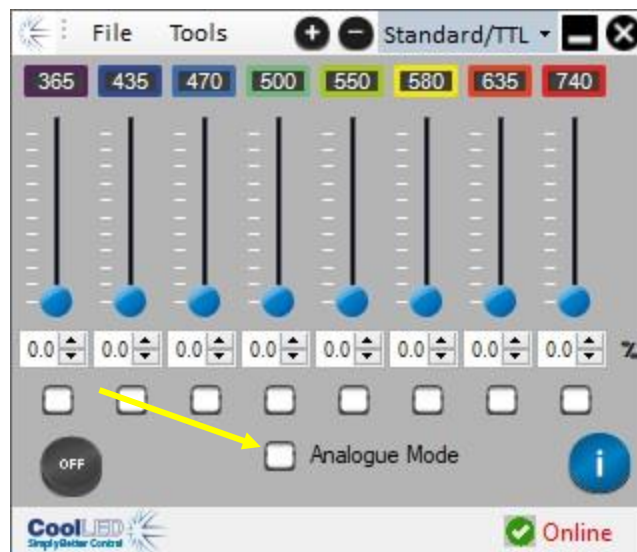 File Tools + - Standard/TTL
365 435 470 500 550 580 635 740
0.0 0.0 0.0 0.0 0.0 0.0 0.0 0.0 %
OFF Analogue Mode i
CoolLED
Simply Better Control
Online